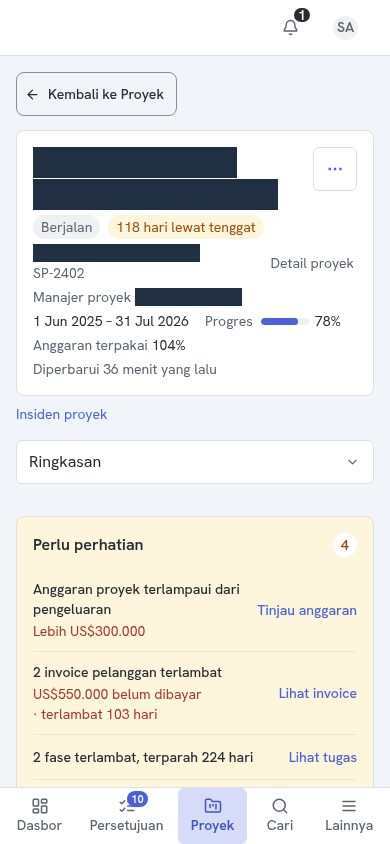 1
SA
Kembali ke Proyek
Berjalan
118 hari lewat tenggat
SP-2402
Detail proyek
Manajer proyek
1 Jun 2025 – 31 Jul 2026
Progres
78%
Anggaran terpakai 104%
Diperbarui 36 menit yang lalu
Insiden proyek
Ringkasan
Perlu perhatian
4
Anggaran proyek terlampaui dari
pengeluaran
Lebih US$300.000
Tinjau anggaran
2 invoice pelanggan terlambat
US$550.000 belum dibayar
· terlambat 103 hari
Lihat invoice
2 fase terlambat, terparah 224 hari
Lihat tugas
10
Dasbor
Persetujuan
Proyek
Cari
Lainnya